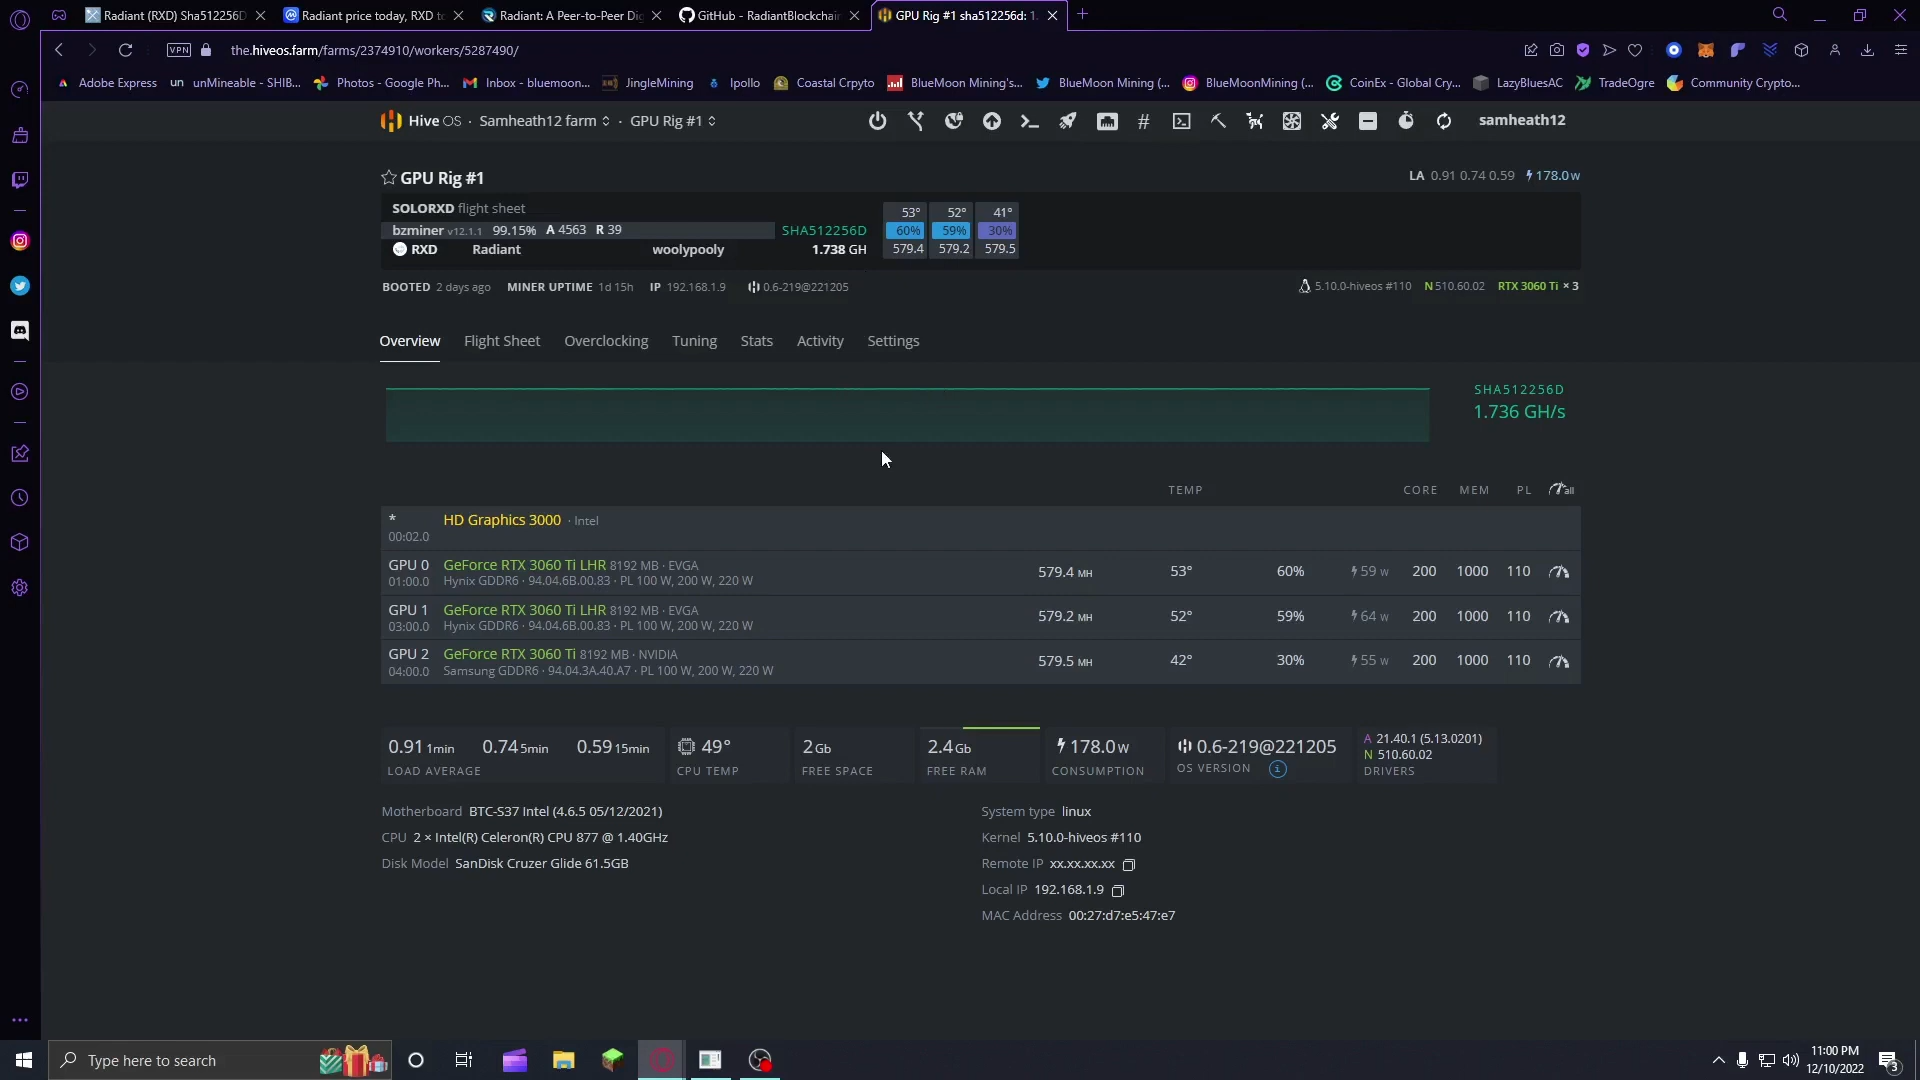 Radiant (RXD) Sha512256D
Radiant price today, RXD to
Radiant: A Peer-to-Peer Dig
GitHub - RadiantBlockchain
GPU Rig #1 sha512256d: 1.
VPN
the.hiveos.farm/farms/2374910/workers/5287490/
Adobe Express
un unMineable - SHIB...
Photos - Google Ph...
Inbox - bluemoon...
JingleMining
Ipollo
Coastal Crpyto
BlueMoon Mining's...
BlueMoon Mining (...
BlueMoonMining (...
CoinEx - Global Cry...
LazyBluesAC
TradeOgre
Community Crypto...
Hive OS · Samheath12 farm · GPU Rig #1
samheath12
GPU Rig #1
LA 0.91 0.74 0.59 178.0 W
SOLORXD flight sheet
53° 52° 41°
bzminer v12.1.1 99.15% A 4563 R 39 SHA512256D
60% 59% 30%
RXD Radiant woolypooly 1.738 GH
579.4 579.2 579.5
BOOTED 2 days ago MINER UPTIME 1d 15h IP 192.168.1.9 0.6-219@221205
5.10.0-hiveos #110 N 510.60.02 RTX 3060 Ti × 3
Overview Flight Sheet Overclocking Tuning Stats Activity Settings
SHA512256D
1.736 GH/s
TEMP CORE MEM PL all
* HD Graphics 3000 · Intel
00:02.0
GPU 0 GeForce RTX 3060 Ti LHR 8192 MB · EVGA
01:00.0 Hynix GDDR6 · 94.04.6B.00.83 · PL 100 W, 200 W, 220 W
579.4 MH 53° 60% 59 W 200 1000 110
GPU 1 GeForce RTX 3060 Ti LHR 8192 MB · EVGA
03:00.0 Hynix GDDR6 · 94.04.6B.00.83 · PL 100 W, 200 W, 220 W
579.2 MH 52° 59% 64 W 200 1000 110
GPU 2 GeForce RTX 3060 Ti 8192 MB · NVIDIA
04:00.0 Samsung GDDR6 · 94.04.3A.40.A7 · PL 100 W, 200 W, 220 W
579.5 MH 42° 30% 55 W 200 1000 110
0.91 1min 0.74 5min 0.59 15min
LOAD AVERAGE
49°
CPU TEMP
2 Gb
FREE SPACE
2.4 Gb
FREE RAM
178.0 W
CONSUMPTION
0.6-219@221205
OS VERSION i
A 21.40.1 (5.13.0201)
N 510.60.02
DRIVERS
Motherboard BTC-S37 Intel (4.6.5 05/12/2021)
CPU 2 × Intel(R) Celeron(R) CPU 877 @ 1.40GHz
Disk Model SanDisk Cruzer Glide 61.5GB
System type linux
Kernel 5.10.0-hiveos #110
Remote IP xx.xx.xx.xx
Local IP 192.168.1.9
MAC Address 00:27:d7:e5:47:e7
Type here to search
11:00 PM
12/10/2022
3